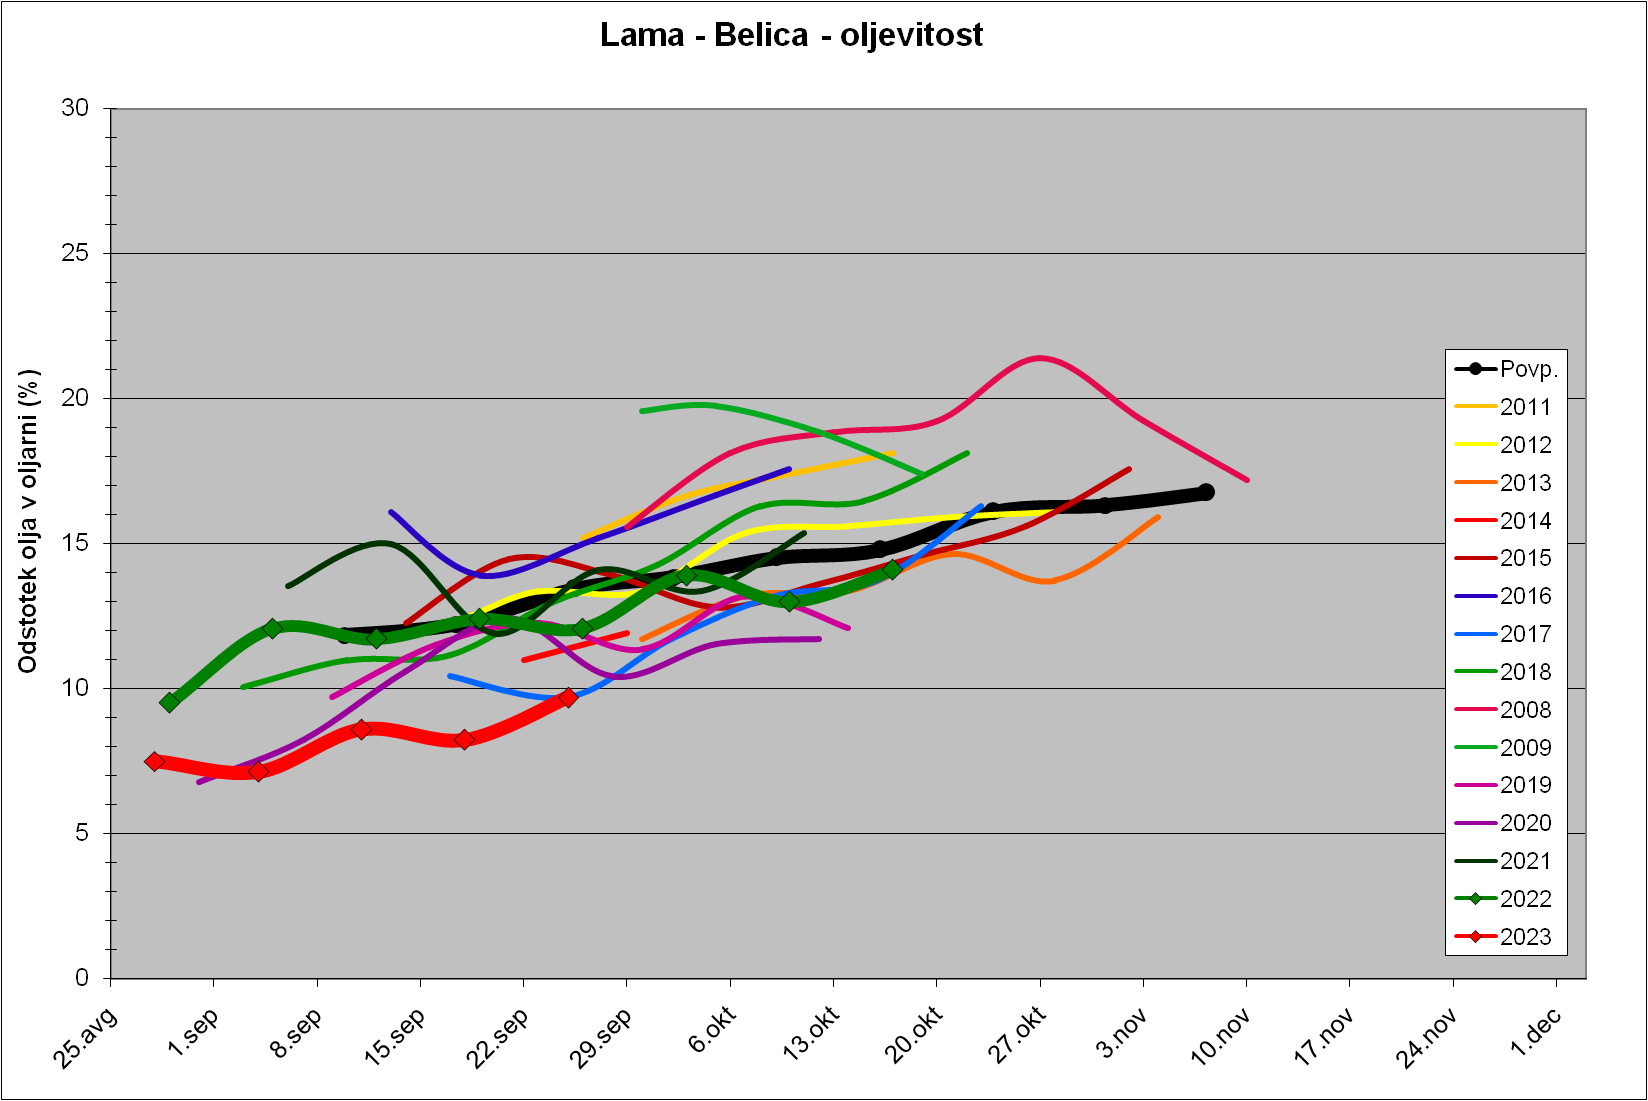 Lama - Belica - oljevitost
Odstotek olja v oljarni (%)
30
25
20
15
10
5
0
25.avg
1.sep
8.sep
15.sep
22.sep
29.sep
6.okt
13.okt
20.okt
27.okt
3.nov
10.nov
17.nov
24.nov
1.dec
Povp.
2011
2012
2013
2014
2015
2016
2017
2018
2008
2009
2019
2020
2021
2022
2023